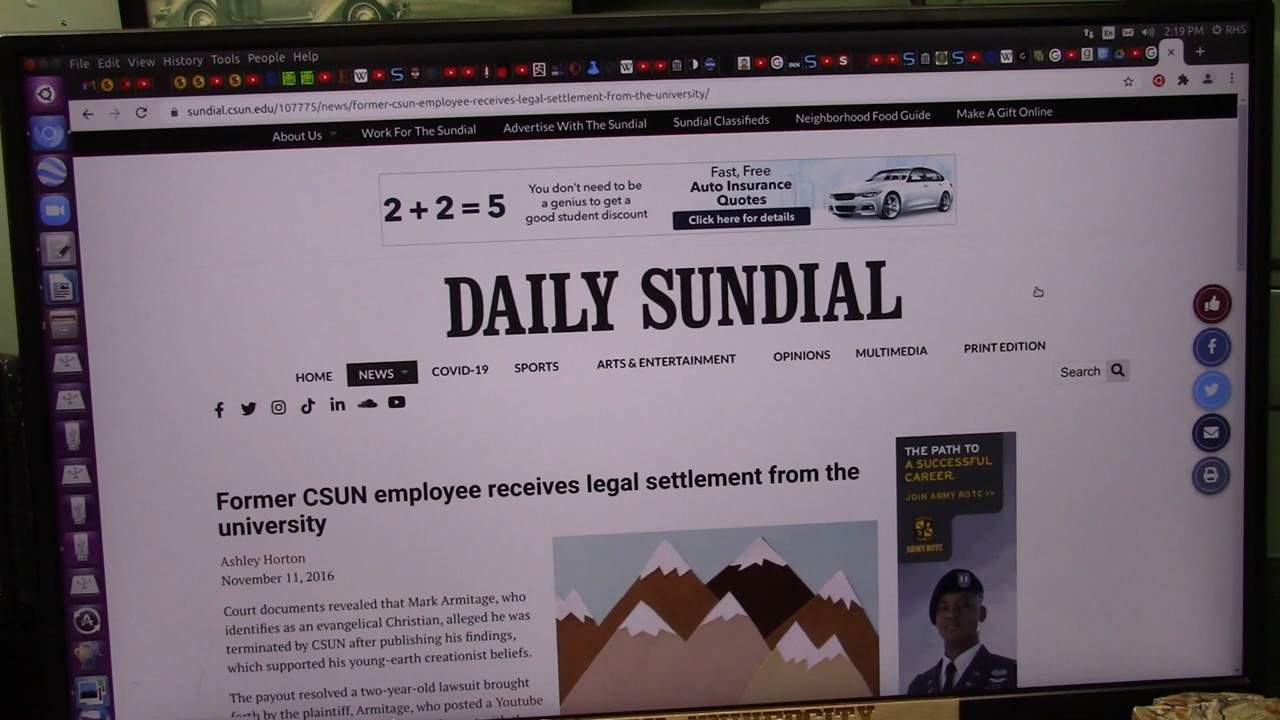 File Edit View History Tools People Help
En 2:19 PM RHS
sundial.csun.edu/107775/news/former-csun-employee-receives-legal-settlement-from-the-university/
About Us Work For The Sundial Advertise With The Sundial Sundial Classifieds Neighborhood Food Guide Make A Gift Online
2 + 2 = 5
You don't need to be
a genius to get a
good student discount
Fast, Free
Auto Insurance
Quotes
Click here for details
DAILY SUNDIAL
HOME NEWS COVID-19 SPORTS ARTS & ENTERTAINMENT OPINIONS MULTIMEDIA PRINT EDITION
Search
Former CSUN employee receives legal settlement from the
university
Ashley Horton
November 11, 2016
Court documents revealed that Mark Armitage, who
identifies as an evangelical Christian, alleged he was
terminated by CSUN after publishing his findings,
which supported his young-earth creationist beliefs.
The payout resolved a two-year-old lawsuit brought
forth by the plaintiff, Armitage, who posted a Youtube
THE PATH TO
A SUCCESSFUL
CAREER.
JOIN ARMY ROTC >>
ARMY ROTC
UNIVERSITY